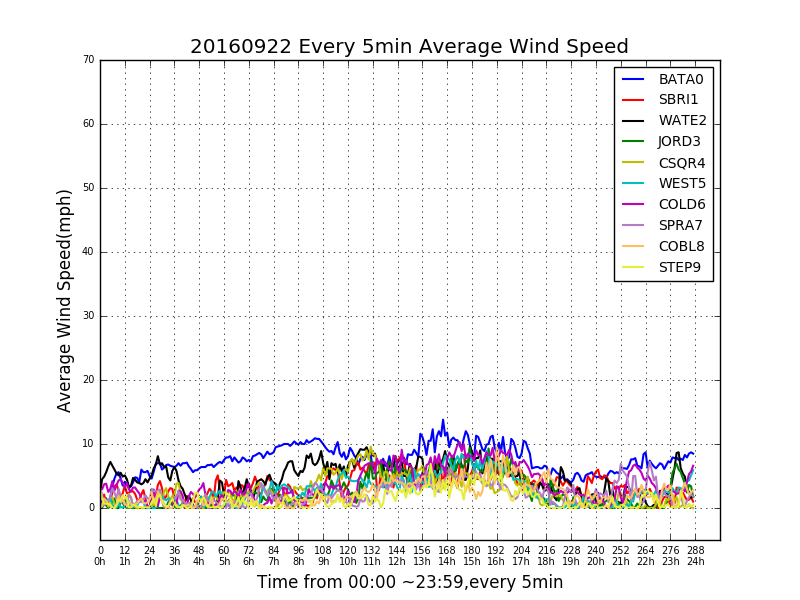 20160922 Every 5min Average Wind Speed
70
60
50
40
30
20
10
0
Average Wind Speed(mph)
BATA0
SBRI1
WATE2
JORD3
CSQR4
WEST5
COLD6
SPRA7
COBL8
STEP9
0 12 24 36 48 60 72 84 96 108 120 132 144 156 168 180 192 204 216 228 240 252 264 276 288
0h 1h 2h 3h 4h 5h 6h 7h 8h 9h 10h 11h 12h 13h 14h 15h 16h 17h 18h 19h 20h 21h 22h 23h 24h
Time from 00:00 ~23:59,every 5min